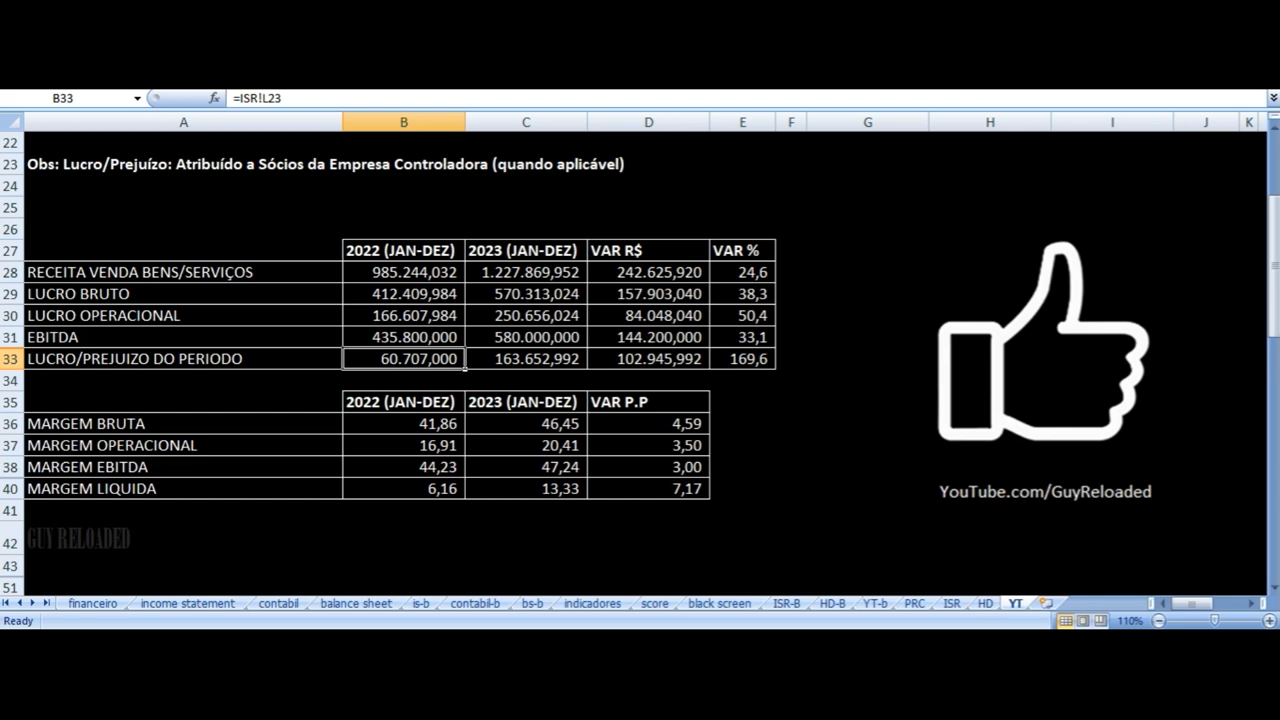 B33 fx =ISR!L23
A B C D E F G H I J K
22
23 Obs: Lucro/Prejuízo: Atribuído a Sócios da Empresa Controladora (quando aplicável)
24
25
26
27 2022 (JAN-DEZ) 2023 (JAN-DEZ) VAR R$ VAR %
28 RECEITA VENDA BENS/SERVIÇOS 985.244,032 1.227.869,952 242.625,920 24,6
29 LUCRO BRUTO 412.409,984 570.313,024 157.903,040 38,3
30 LUCRO OPERACIONAL 166.607,984 250.656,024 84.048,040 50,4
31 EBITDA 435.800,000 580.000,000 144.200,000 33,1
33 LUCRO/PREJUIZO DO PERIODO 60.707,000 163.652,992 102.945,992 169,6
34
35 2022 (JAN-DEZ) 2023 (JAN-DEZ) VAR P.P
36 MARGEM BRUTA 41,86 46,45 4,59
37 MARGEM OPERACIONAL 16,91 20,41 3,50
38 MARGEM EBITDA 44,23 47,24 3,00
40 MARGEM LIQUIDA 6,16 13,33 7,17
YouTube.com/GuyReloaded
41
42 GUY RELOADED
43
51
financeiro income statement contabil balance sheet is-b contabil-b bs-b indicadores score black screen ISR-B HD-B YT-b PRC ISR HD YT
Ready 110%